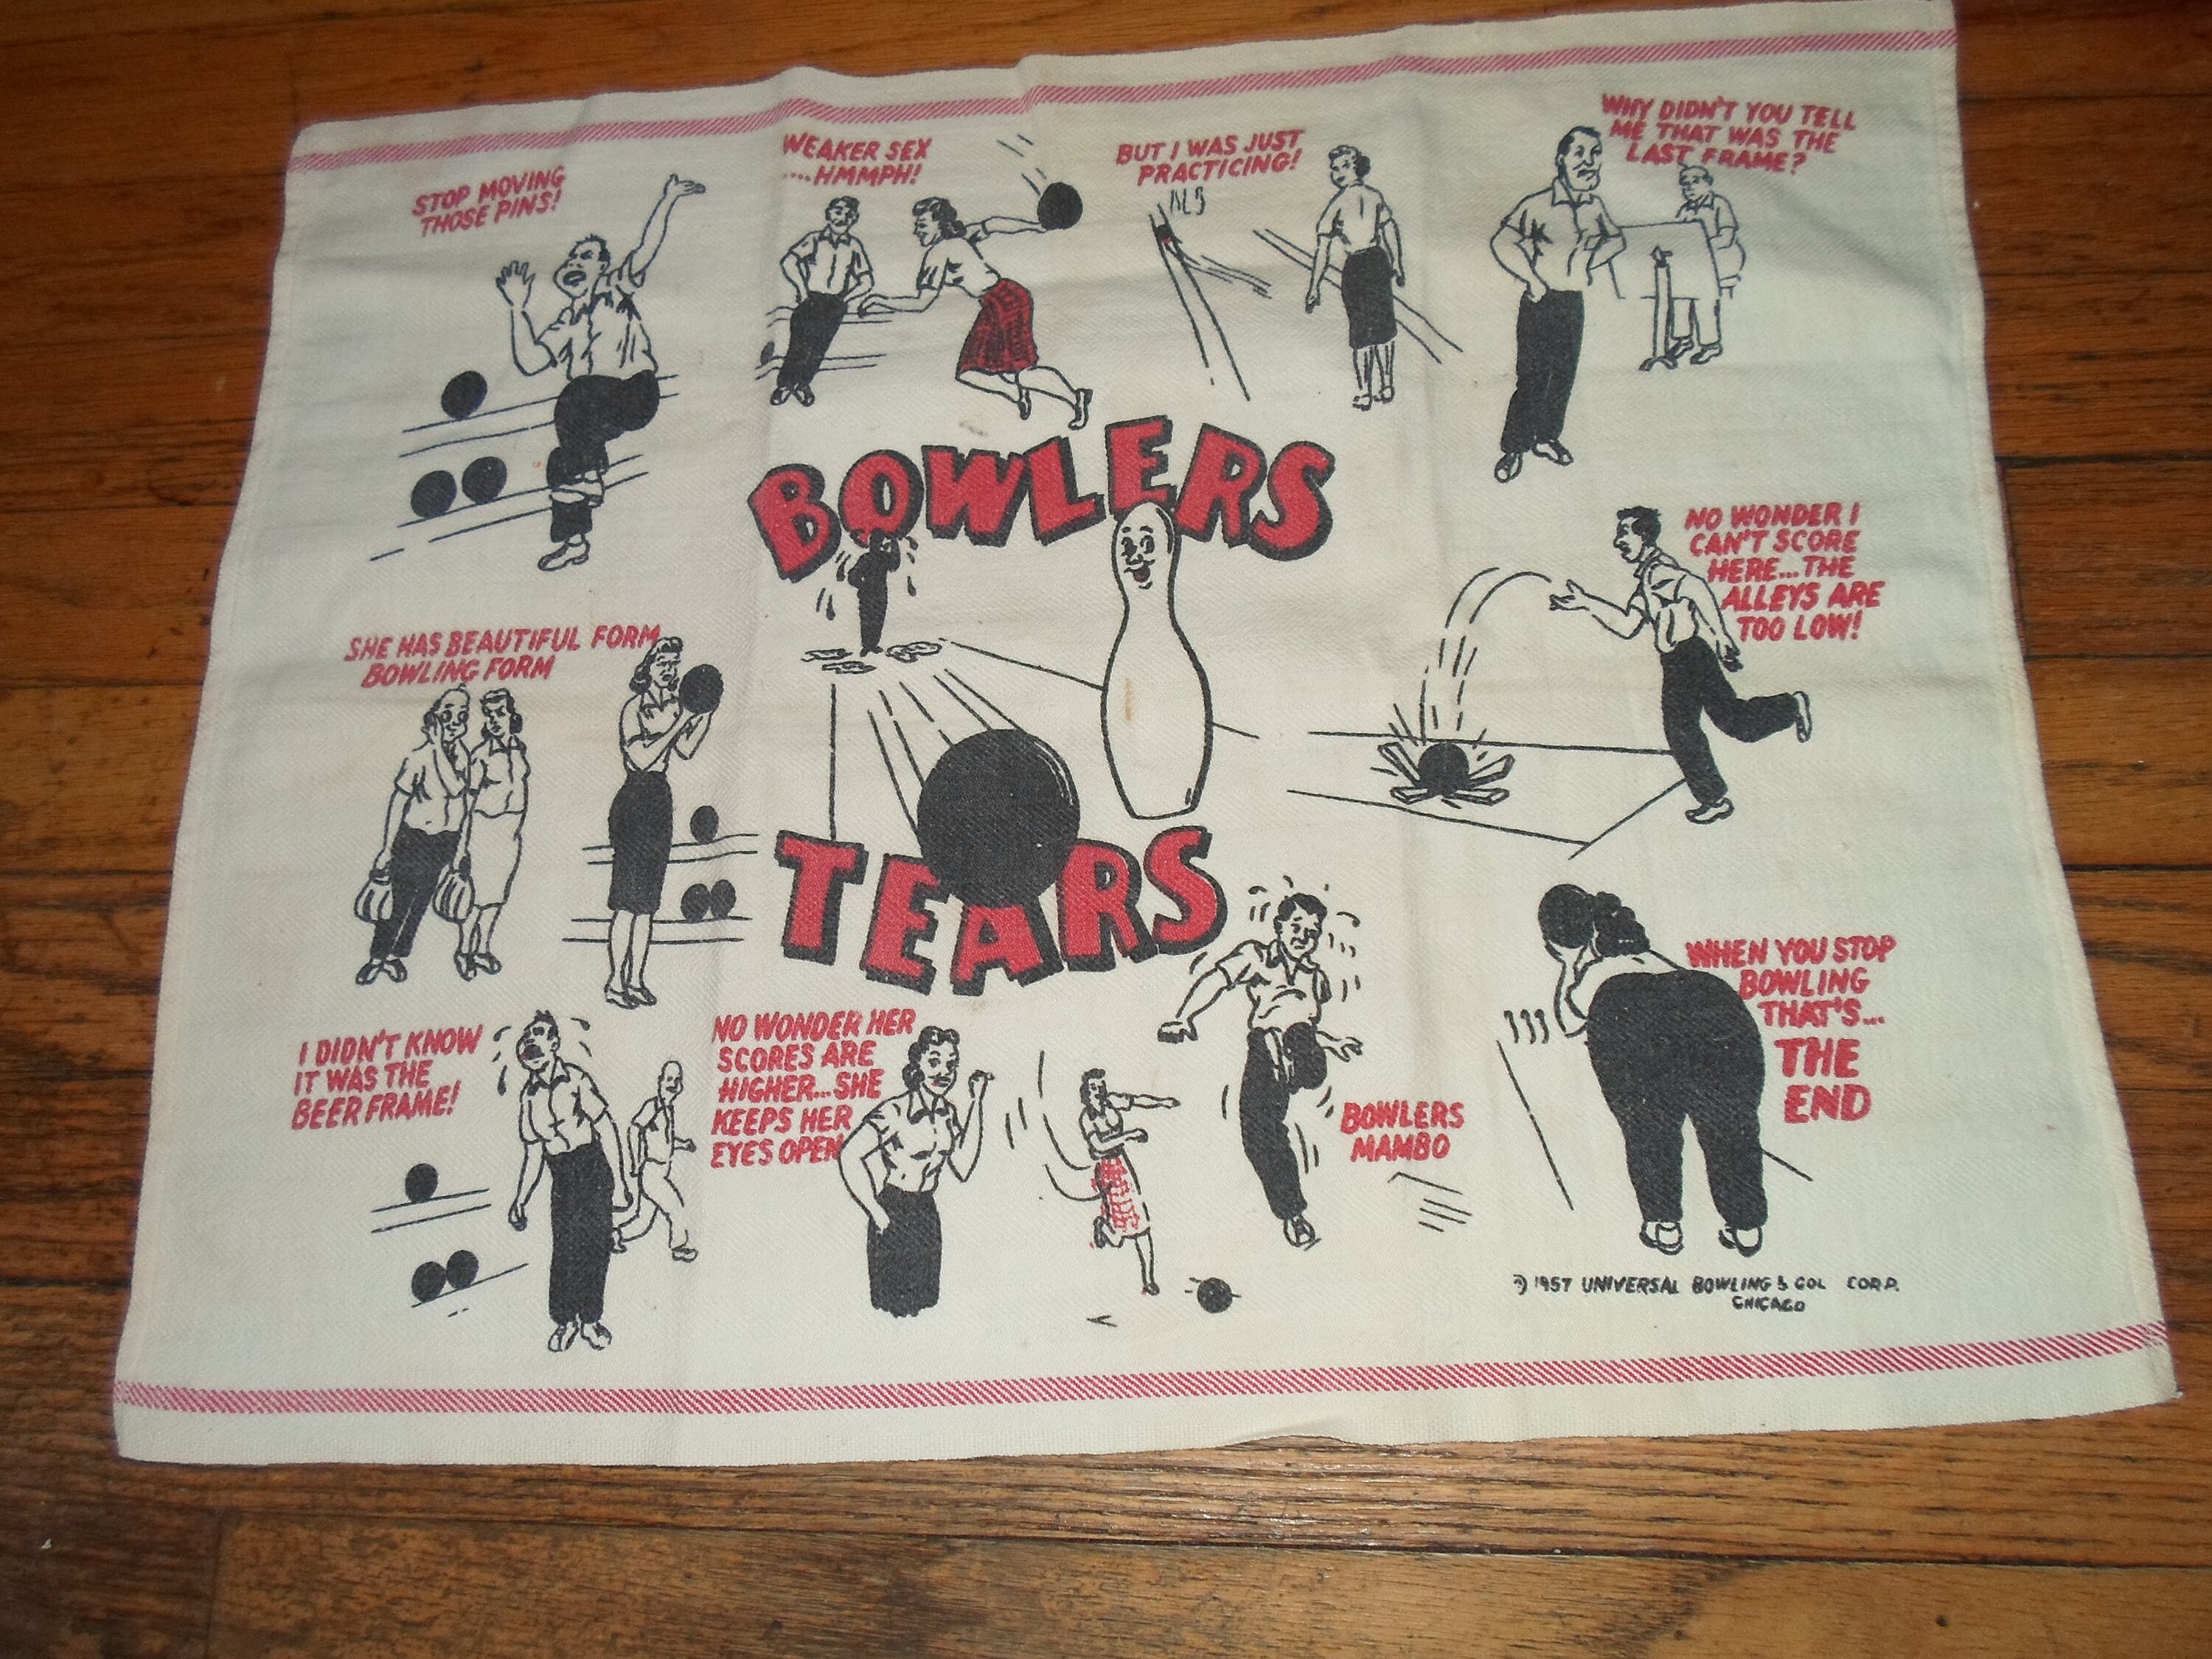 STOP MOVING
THOSE PINS!
WEAKER SEX
....HMMPH!
BUT I WAS JUST
PRACTICING!
WHY DIDN'T YOU TELL
ME THAT WAS THE
LAST FRAME?
BOWLERS
TEARS
NO WONDER I
CAN'T SCORE
HERE...THE
ALLEYS ARE
TOO LOW!
SHE HAS BEAUTIFUL FORM
BOWLING FORM
I DIDN'T KNOW
IT WAS THE
BEER FRAME!
NO WONDER HER
SCORES ARE
HIGHER...SHE
KEEPS HER
EYES OPEN
BOWLERS
MAMBO
WHEN YOU STOP
BOWLING
THAT'S...
THE
END
© 1957 UNIVERSAL BOWLING & GOL CORP.
CHICAGO